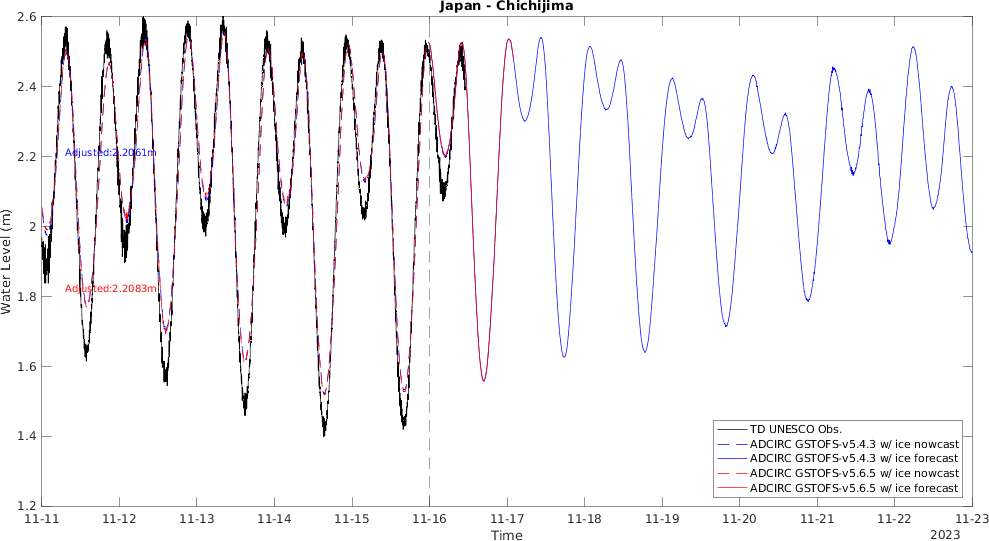 Japan - Chichijima
Water Level (m)
2.6
2.4
2.2
2
1.8
1.6
1.4
1.2
Adjusted:2.2061m
Adjusted:2.2083m
TD UNESCO Obs.
ADCIRC GSTOFS-v5.4.3 w/ ice nowcast
ADCIRC GSTOFS-v5.4.3 w/ ice forecast
ADCIRC GSTOFS-v5.6.5 w/ ice nowcast
ADCIRC GSTOFS-v5.6.5 w/ ice forecast
11-11 11-12 11-13 11-14 11-15 11-16 11-17 11-18 11-19 11-20 11-21 11-22 11-23
Time
2023